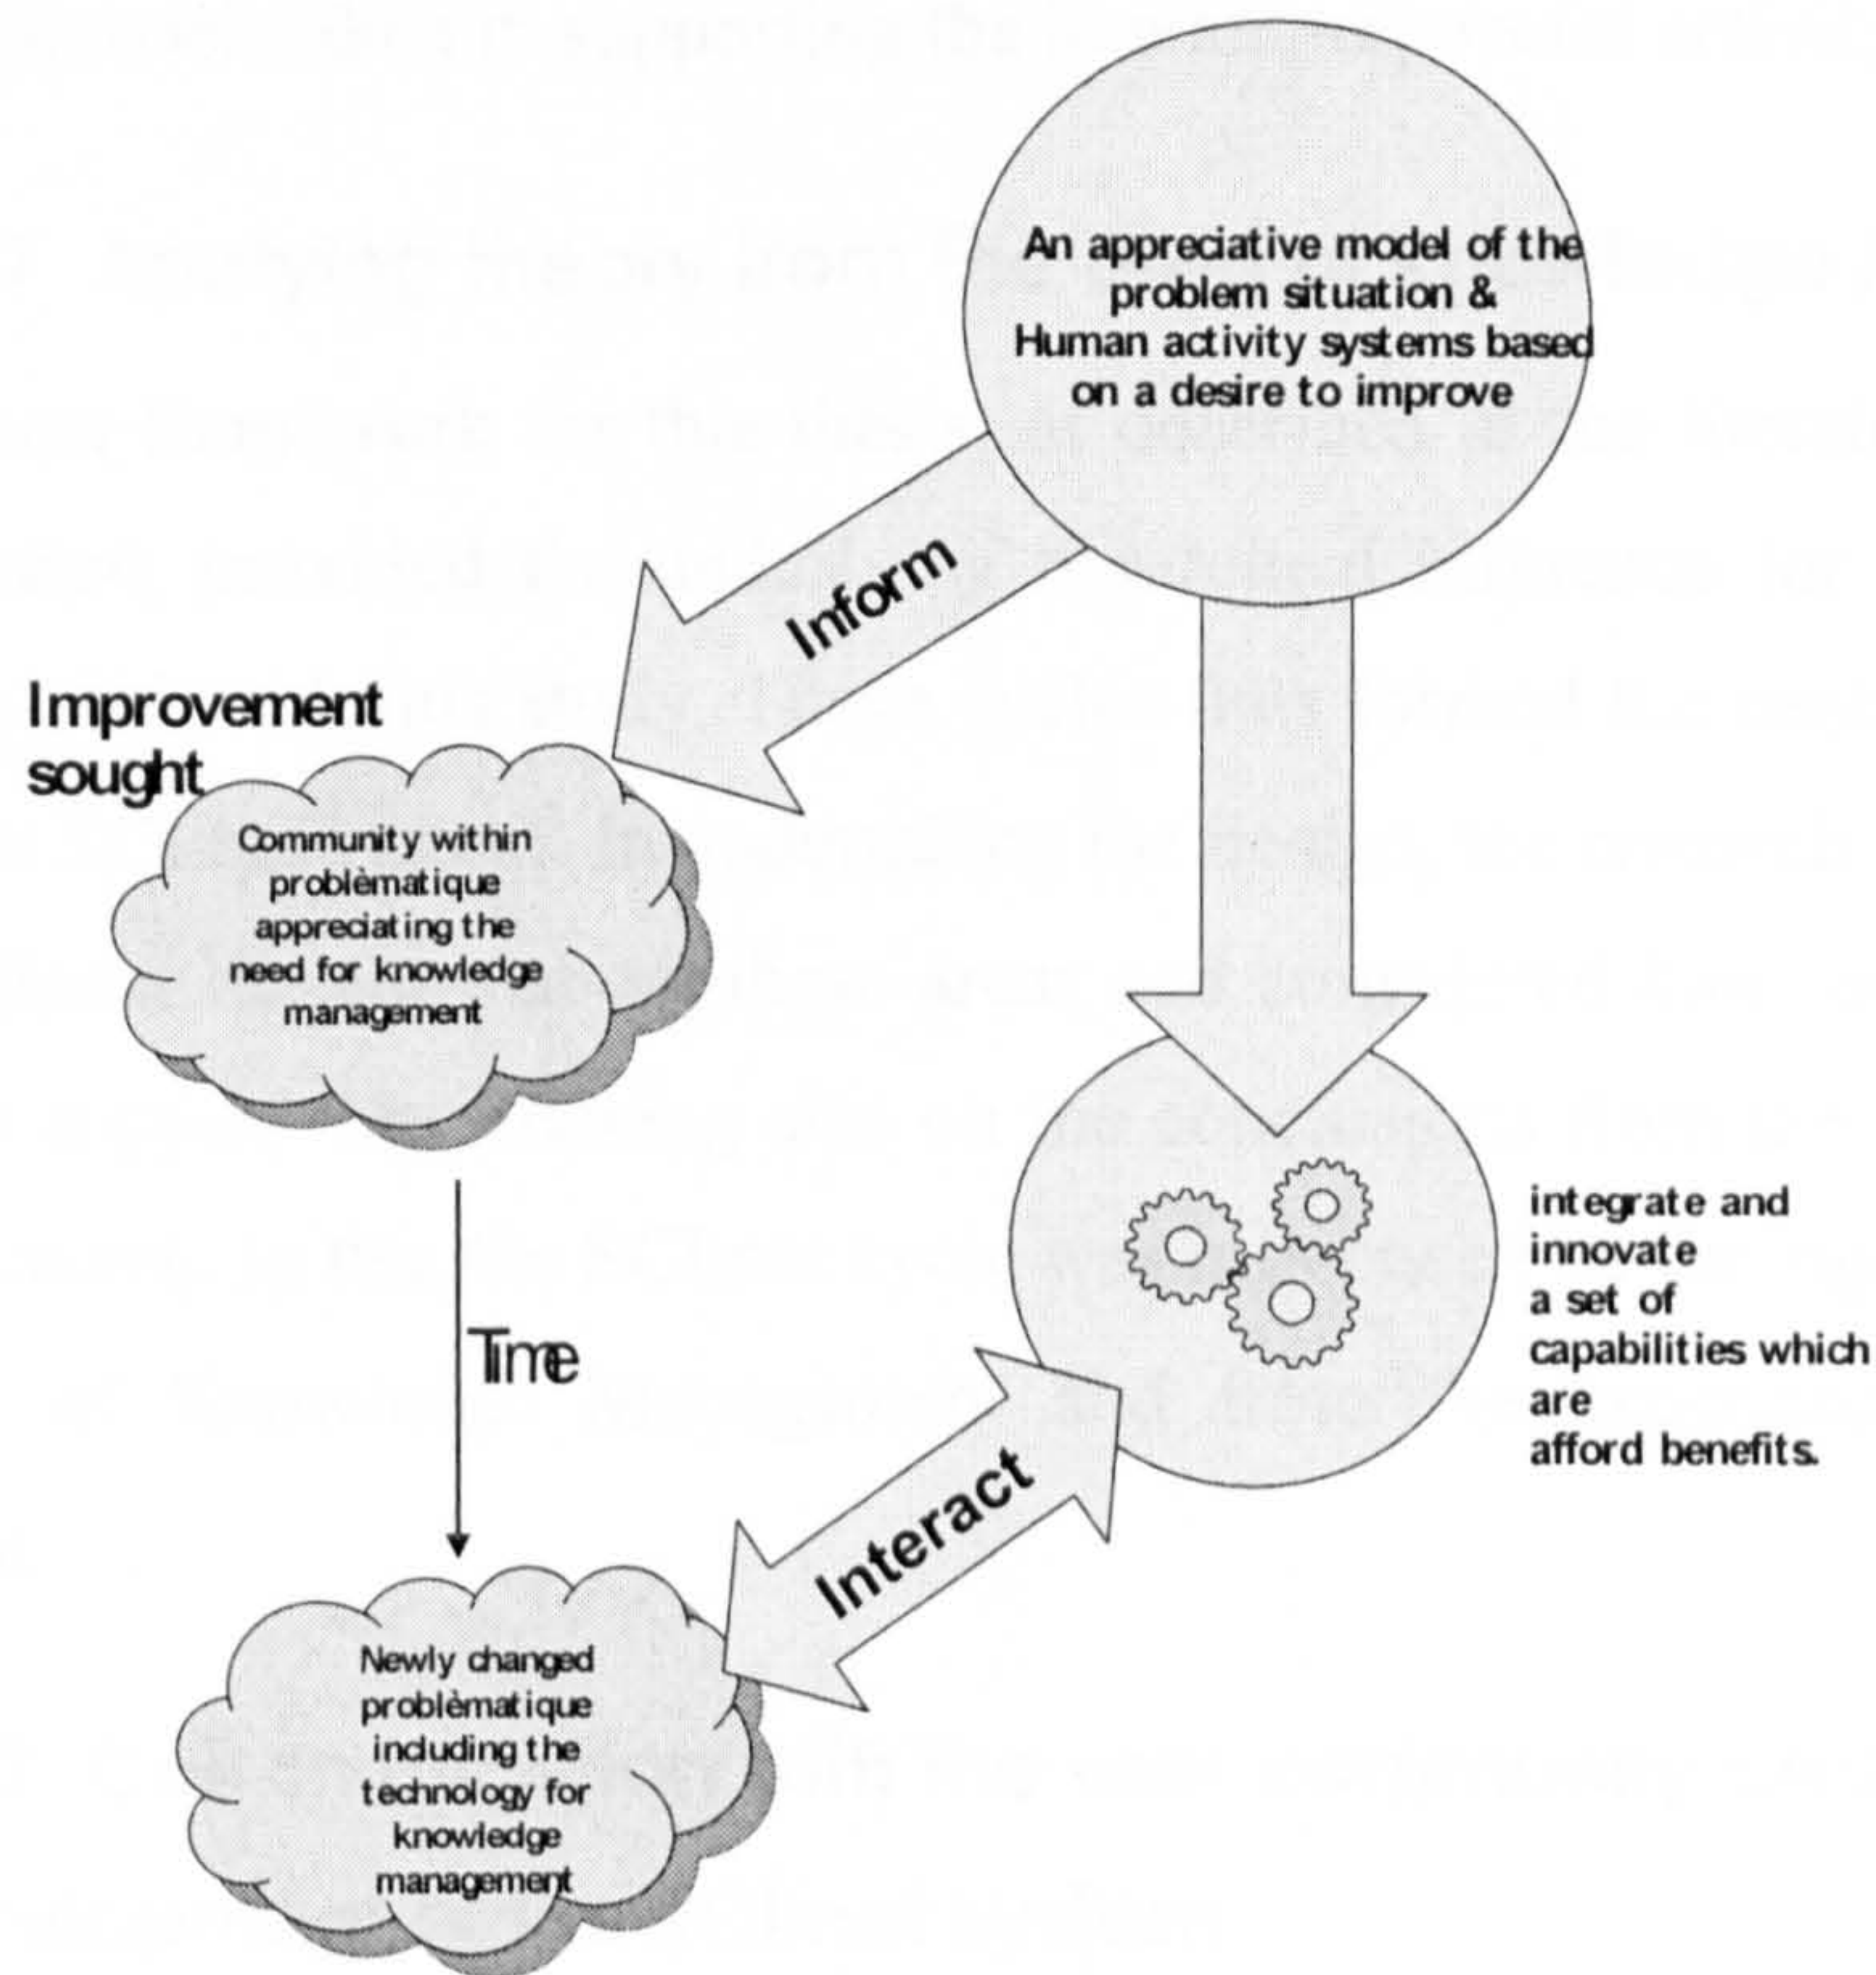 An appreciative model of the
problem situation &
Human activity systems based
on a desire to improve
Inform
Improvement
sought
Community within
problèmatique
appreciating the
need for knowledge
management
Time
integrate and
innovate
a set of
capabilities which
are
afford benefits.
Interact
Newly changed
problèmatique
including the
technology for
knowledge
management